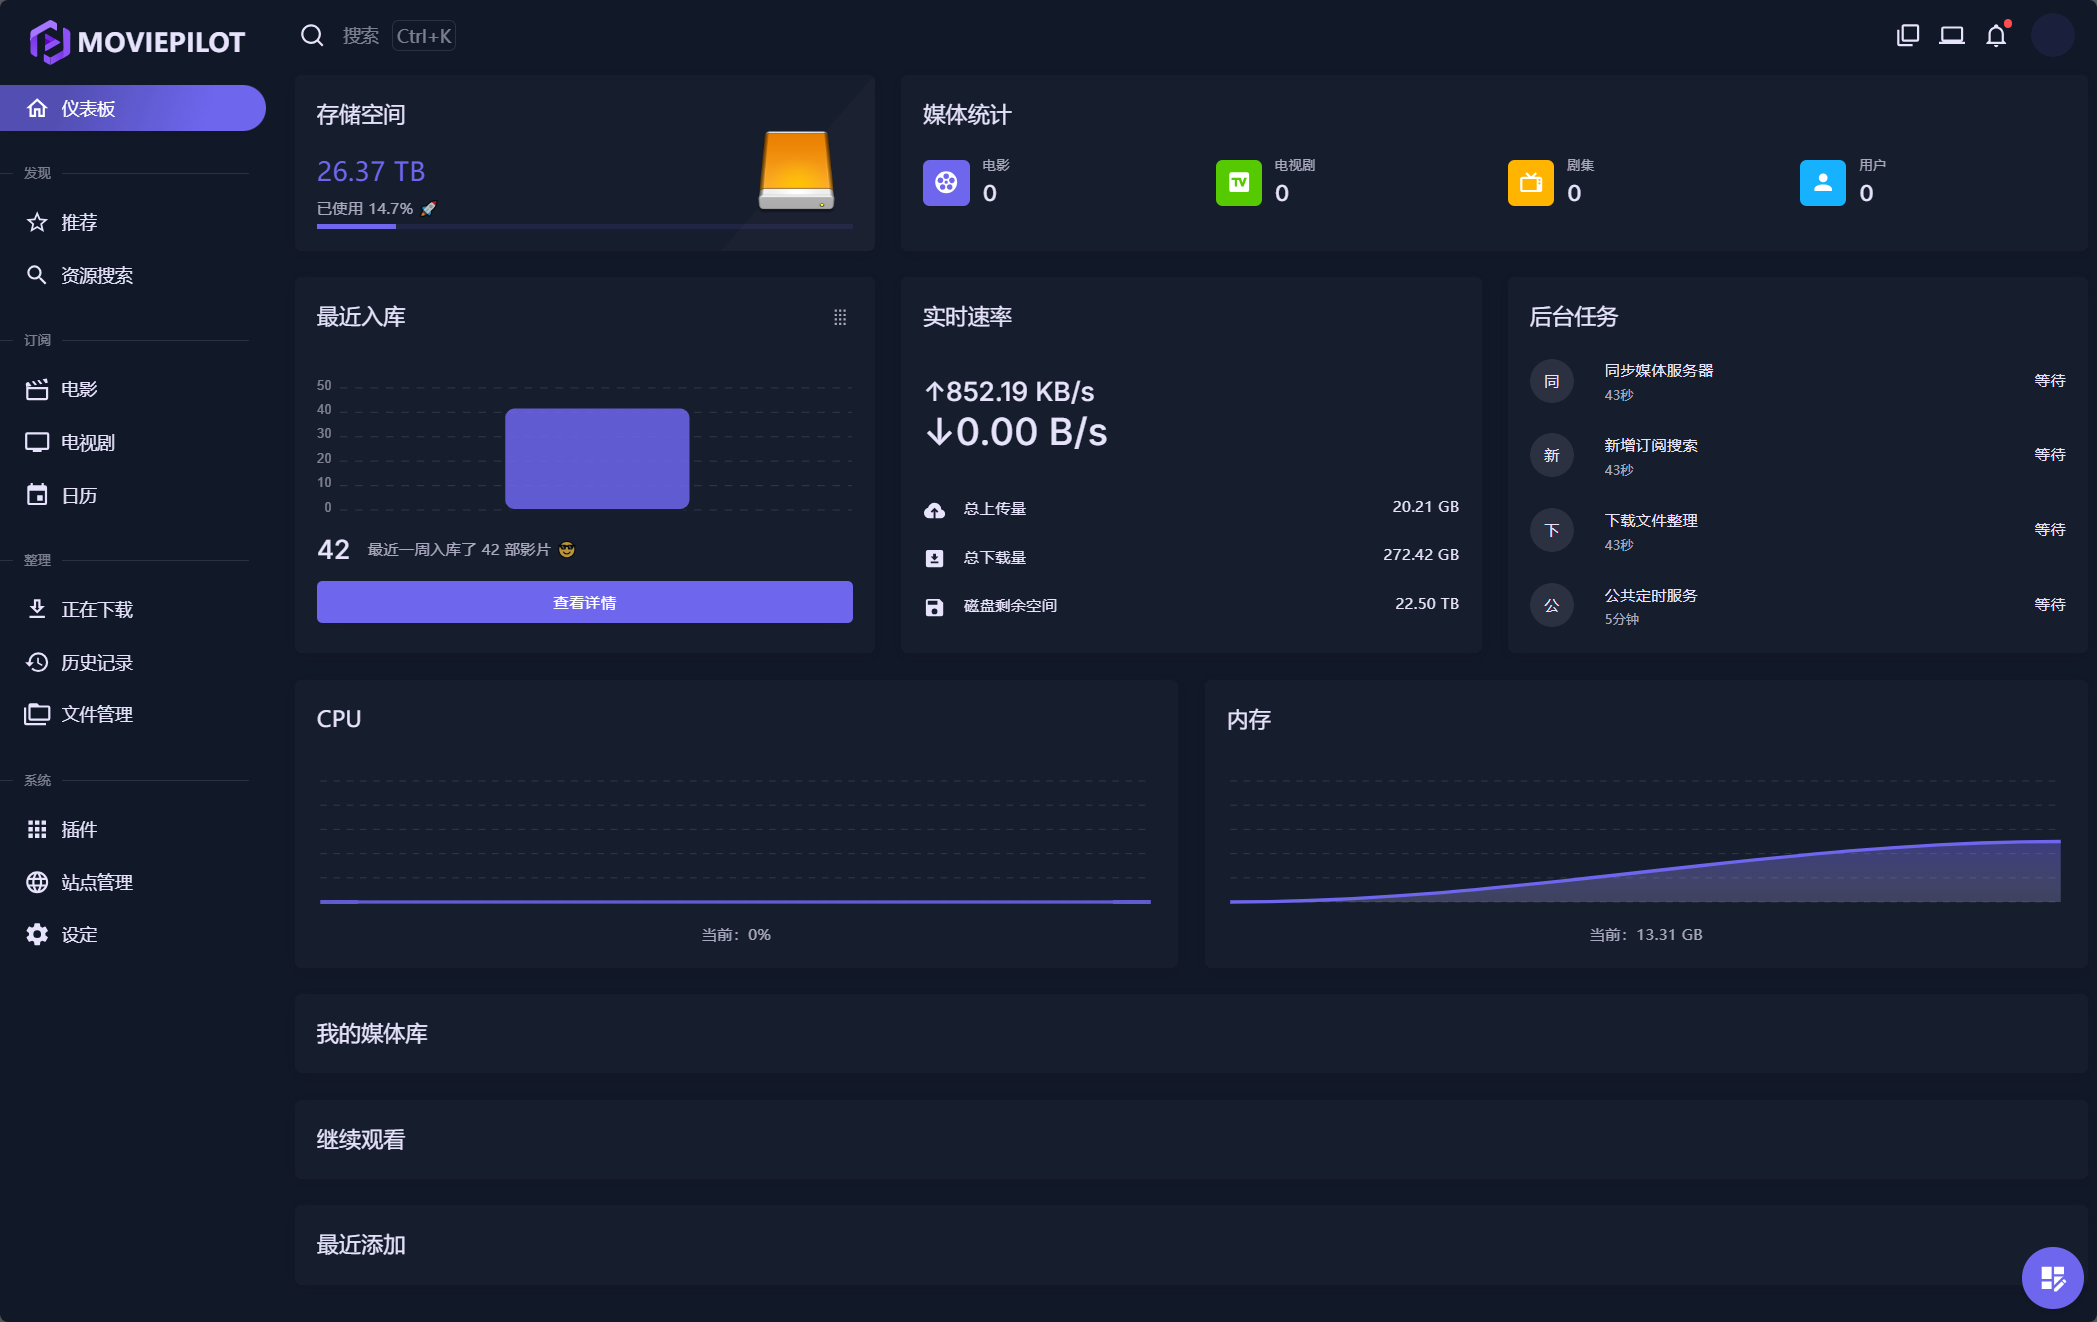 MOVIEPILOT
搜索 Ctrl+K
仪表板
发现
推荐
资源搜索
订阅
电影
电视剧
日历
整理
正在下载
历史记录
文件管理
系统
插件
站点管理
设定
存储空间
26.37 TB
已使用 14.7% 🚀
媒体统计
电影
0
TV
电视剧
0
剧集
0
用户
0
最近入库
50
40
30
20
10
0
42 最近一周入库了 42 部影片 😎
查看详情
实时速率
↑852.19 KB/s
↓0.00 B/s
总上传量 20.21 GB
总下载量 272.42 GB
磁盘剩余空间 22.50 TB
后台任务
同 同步媒体服务器 等待
43秒
新 新增订阅搜索 等待
43秒
下 下载文件整理 等待
43秒
公 公共定时服务 等待
5分钟
CPU
当前：0%
内存
当前：13.31 GB
我的媒体库
继续观看
最近添加